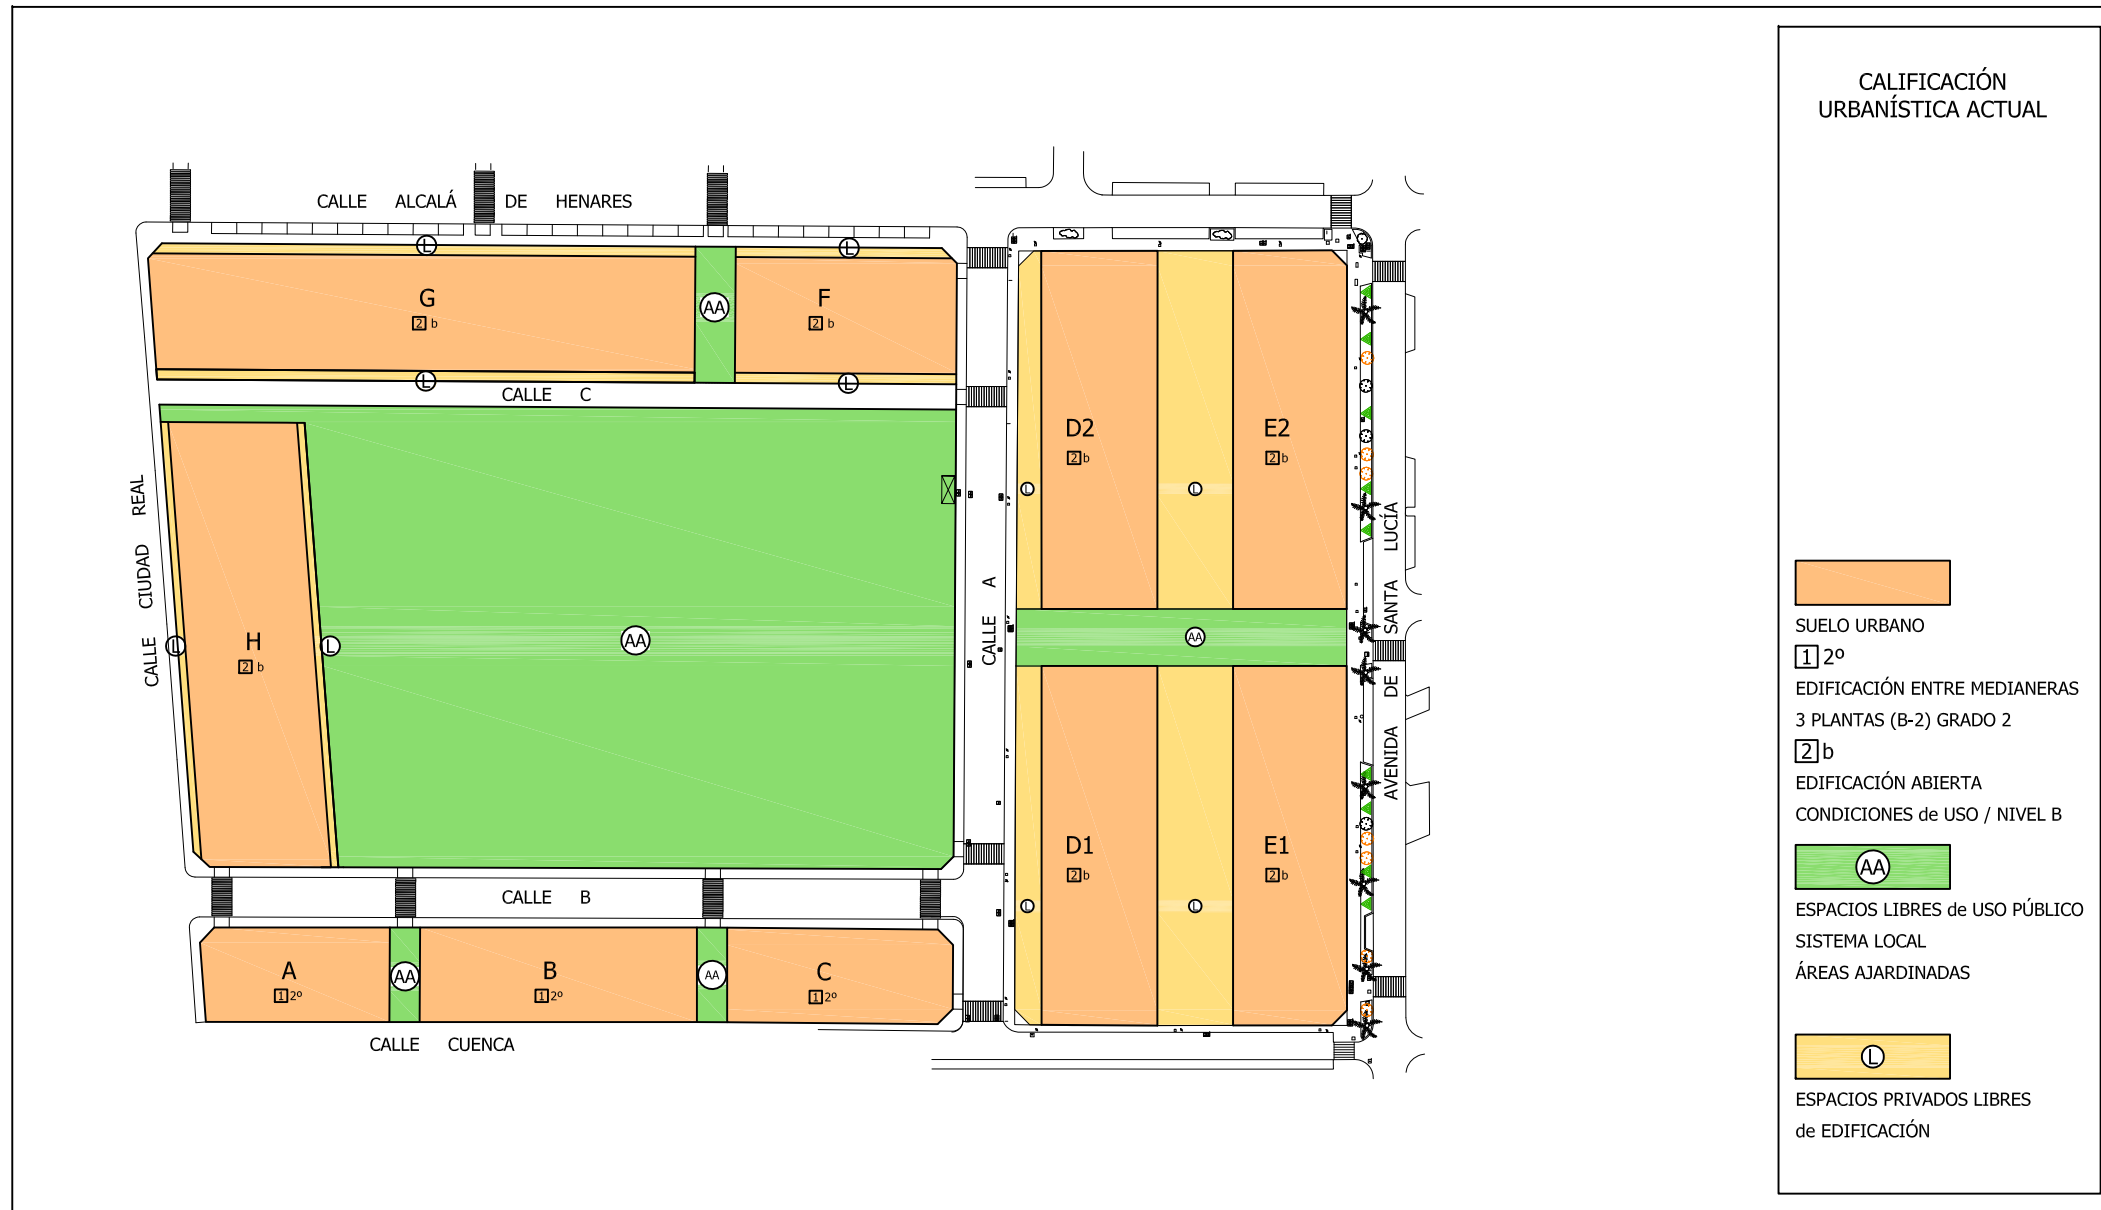 CALIFICACIÓN
URBANÍSTICA ACTUAL
CALLE ALCALÁ DE HENARES
L
L
G
2 b
AA
F
2 b
L
L
CALLE C
D2
2 b
E2
2 b
L
L
CALLE CIUDAD REAL
H
2 b
L
L
AA
CALLE A
AA
AVENIDA DE SANTA LUCÍA
D1
2 b
E1
2 b
L
L
CALLE B
A
1 2º
AA
B
1 2º
AA
C
1 2º
CALLE CUENCA
SUELO URBANO
1 2º
EDIFICACIÓN ENTRE MEDIANERAS
3 PLANTAS (B-2) GRADO 2
2 b
EDIFICACIÓN ABIERTA
CONDICIONES de USO / NIVEL B
AA
ESPACIOS LIBRES de USO PÚBLICO
SISTEMA LOCAL
ÁREAS AJARDINADAS
L
ESPACIOS PRIVADOS LIBRES
de EDIFICACIÓN